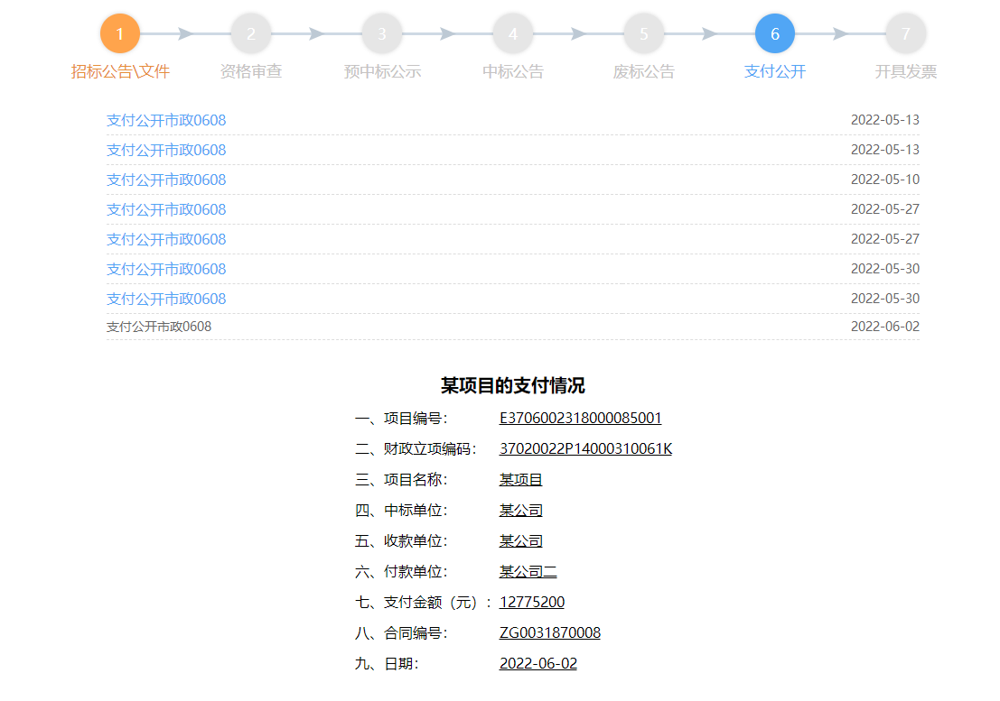 1 2 3 4 5 6 7
招标公告\文件 资格审查 预中标公示 中标公告 废标公告 支付公开 开具发票
支付公开市政0608 2022-05-13
支付公开市政0608 2022-05-13
支付公开市政0608 2022-05-10
支付公开市政0608 2022-05-27
支付公开市政0608 2022-05-27
支付公开市政0608 2022-05-30
支付公开市政0608 2022-05-30
支付公开市政0608 2022-06-02
某项目的支付情况
一、项目编号： E3706002318000085001
二、财政立项编码： 37020022P14000310061K
三、项目名称： 某项目
四、中标单位： 某公司
五、收款单位： 某公司
六、付款单位： 某公司二
七、支付金额（元）： 12775200
八、合同编号： ZG0031870008
九、日期： 2022-06-02